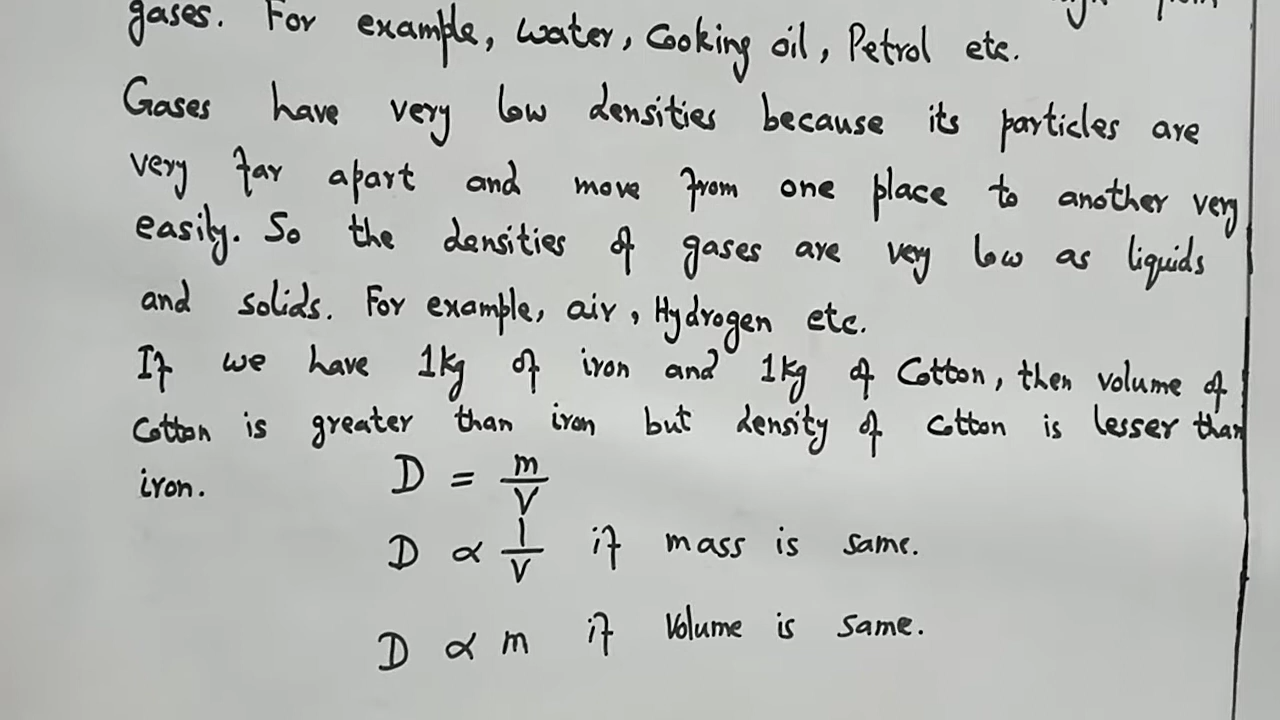 gases. For example, water, Cooking oil, Petrol etc.
Gases have very low densities because its particles are
very far apart and move from one place to another very
easily. So the densities of gases are very low as liquids
and solids. For example, air, Hydrogen etc.
If we have 1kg of iron and 1kg of Cotton, then volume of
Cotton is greater than iron but density of cotton is lesser than
iron.
D = m/V
D ∝ 1/V if mass is same.
D ∝ m if Volume is same.